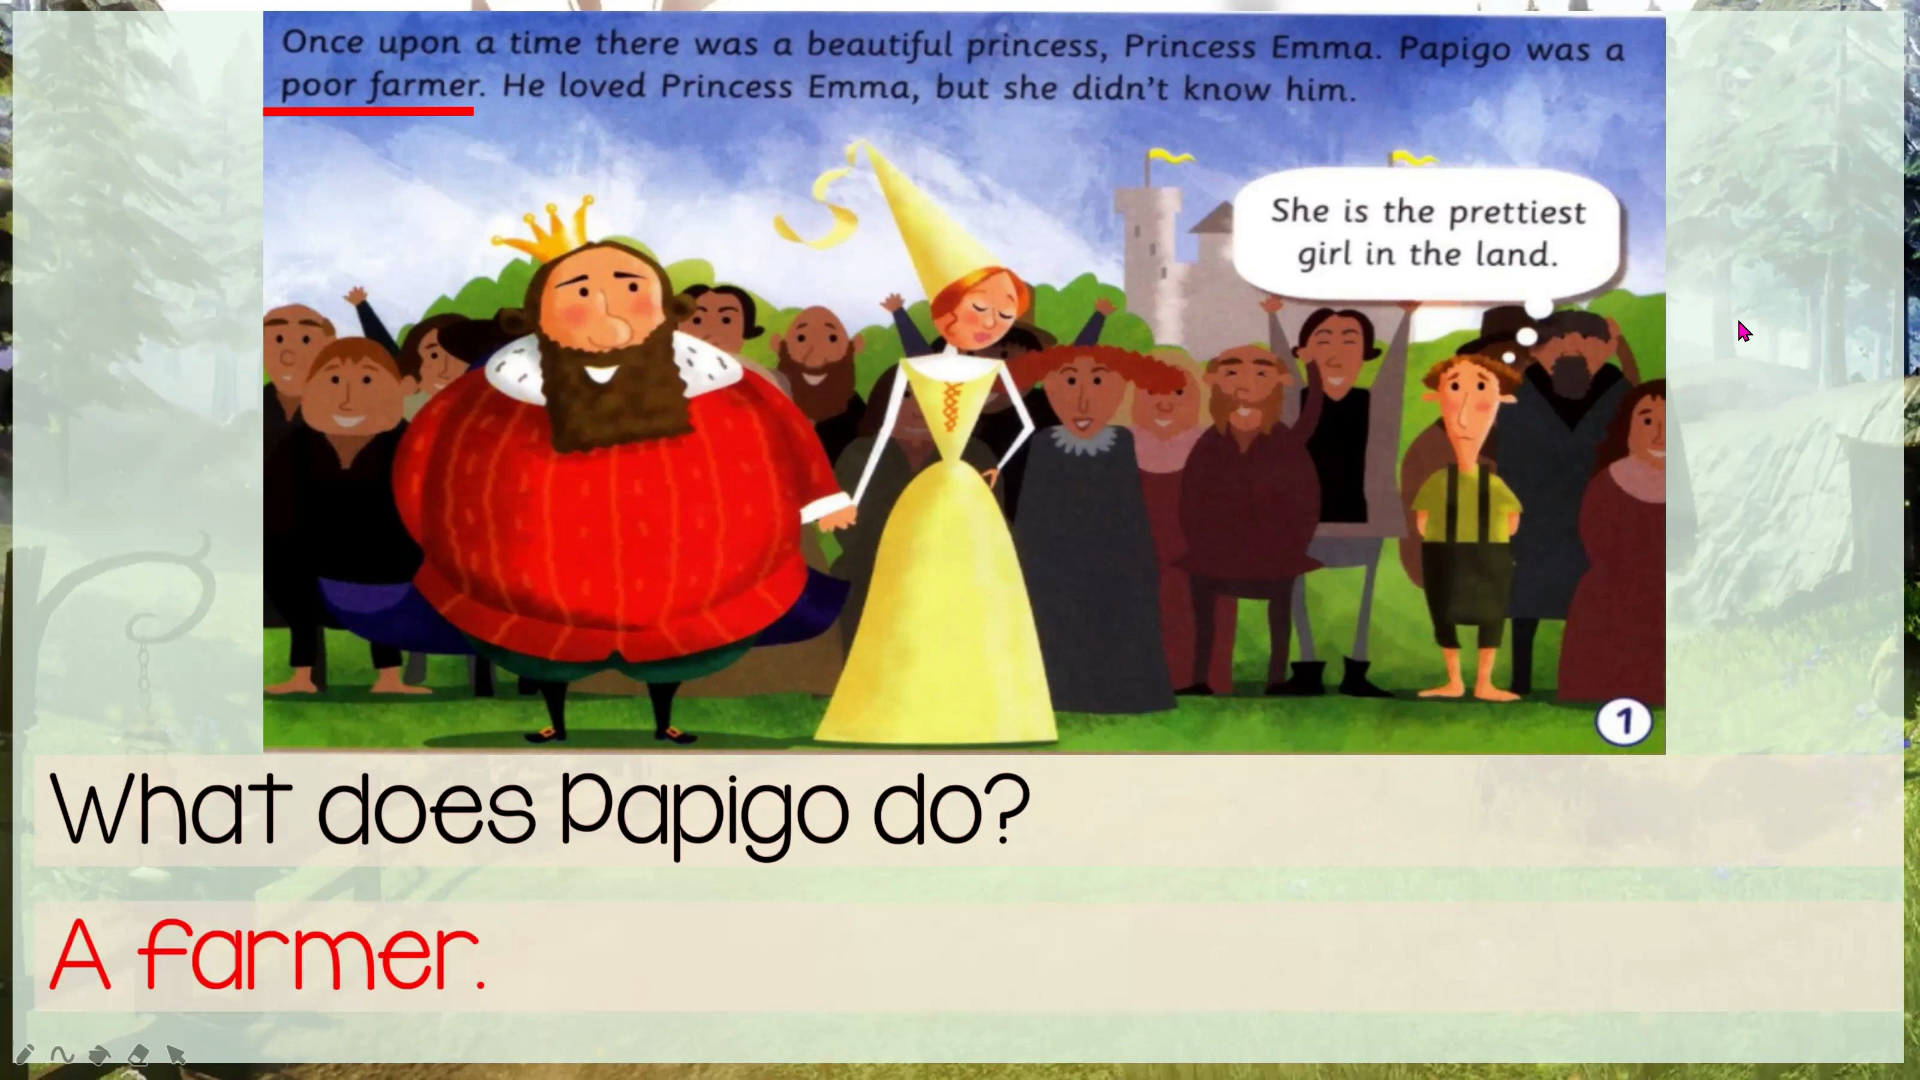 Once upon a time there was a beautiful princess, Princess Emma. Papigo was a
poor farmer. He loved Princess Emma, but she didn't know him.
She is the prettiest
girl in the land.
1
What does Papigo do?
A farmer.